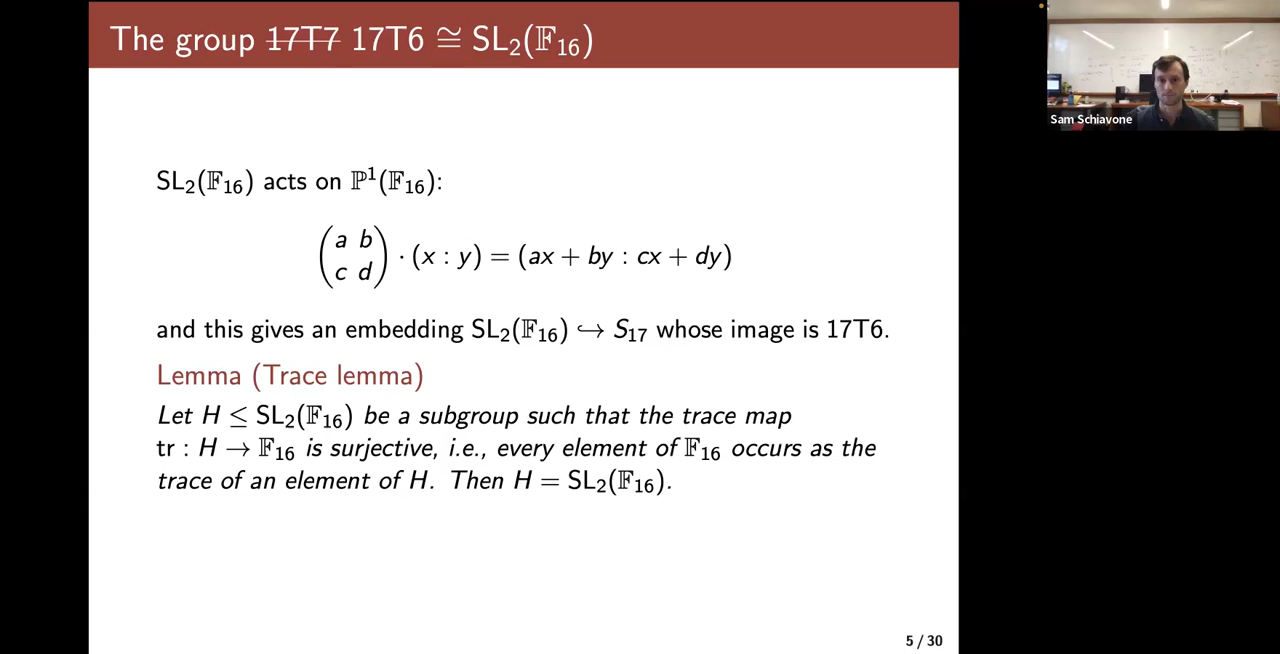 The group ~~17T7~~ 17T6 ≅ SL₂(𝔽₁₆)
Sam Schiavone
SL₂(𝔽₁₆) acts on ℙ¹(𝔽₁₆):
(a b; c d) · (x : y) = (ax + by : cx + dy)
and this gives an embedding SL₂(𝔽₁₆) ↪ S₁₇ whose image is 17T6.
Lemma (Trace lemma)
Let H ≤ SL₂(𝔽₁₆) be a subgroup such that the trace map
tr : H → 𝔽₁₆ is surjective, i.e., every element of 𝔽₁₆ occurs as the
trace of an element of H. Then H = SL₂(𝔽₁₆).
5 / 30